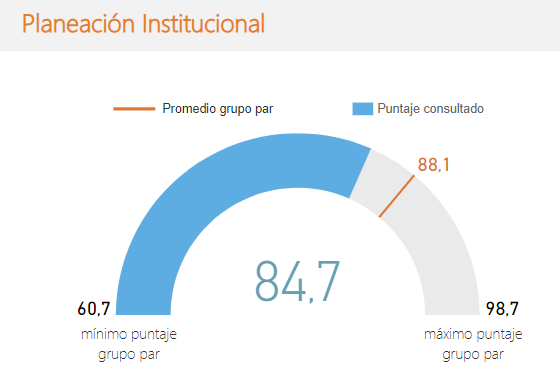 Planeación Institucional
Promedio grupo par
Puntaje consultado
88,1
84,7
60,7
98,7
mínimo puntaje
grupo par
máximo puntaje
grupo par